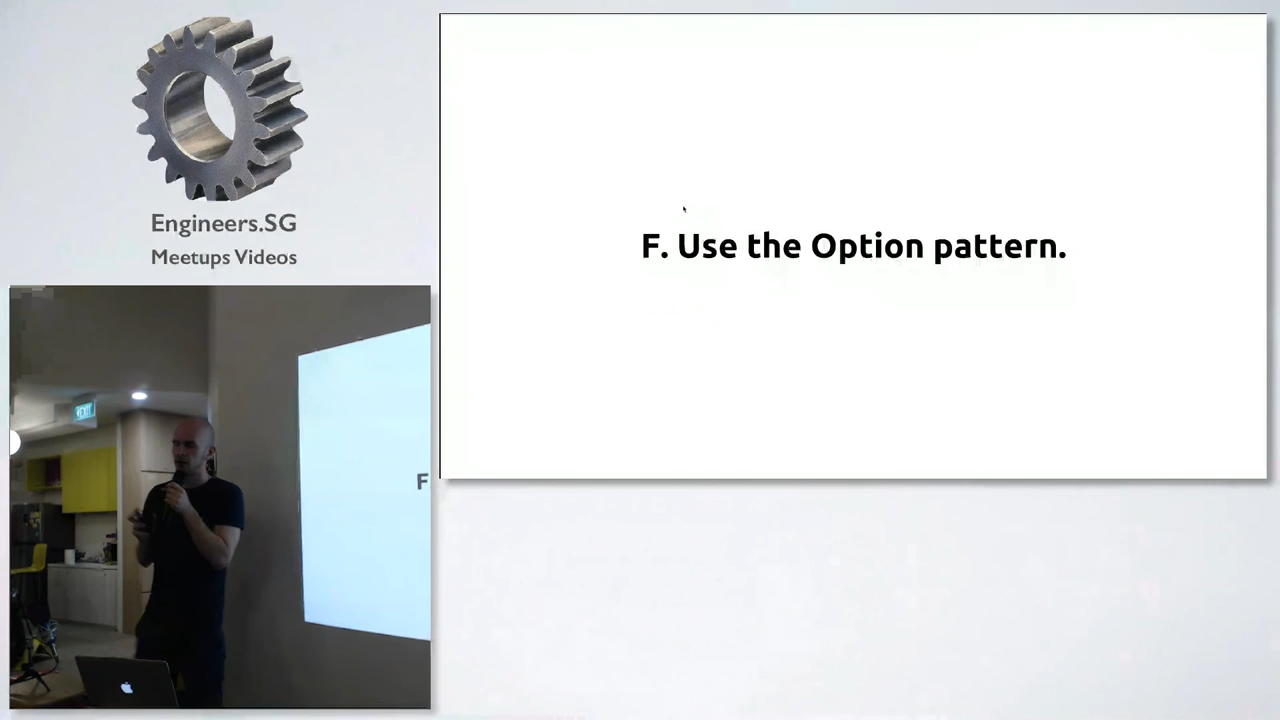 Engineers.SG
Meetups Videos
F. Use the Option pattern.
EXIT
F